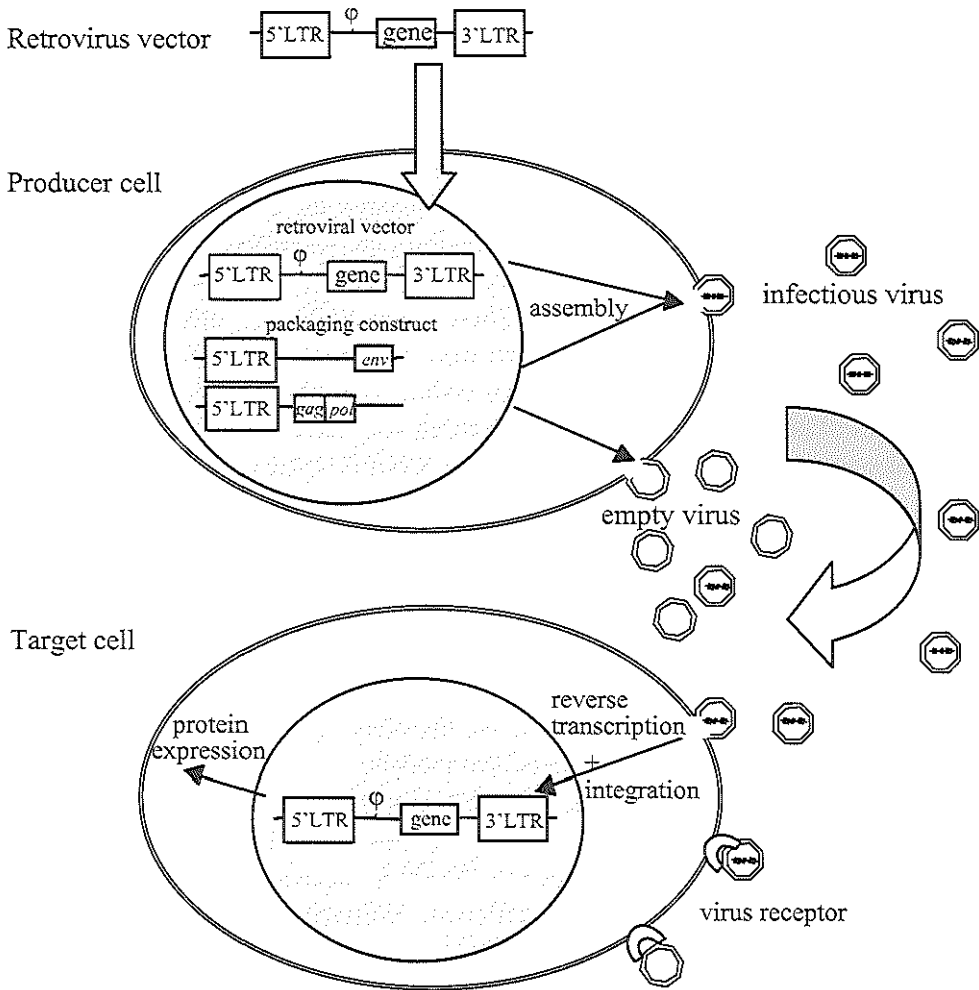 φ
Retrovirus vector 5'LTR gene 3'LTR
Producer cell
retroviral vector
φ
5'LTR gene 3'LTR
assembly
infectious virus
packaging construct
5'LTR env
5'LTR gag pol
empty virus
Target cell
reverse
transcription
protein
expression
+
integration
φ
5'LTR gene 3'LTR
virus receptor